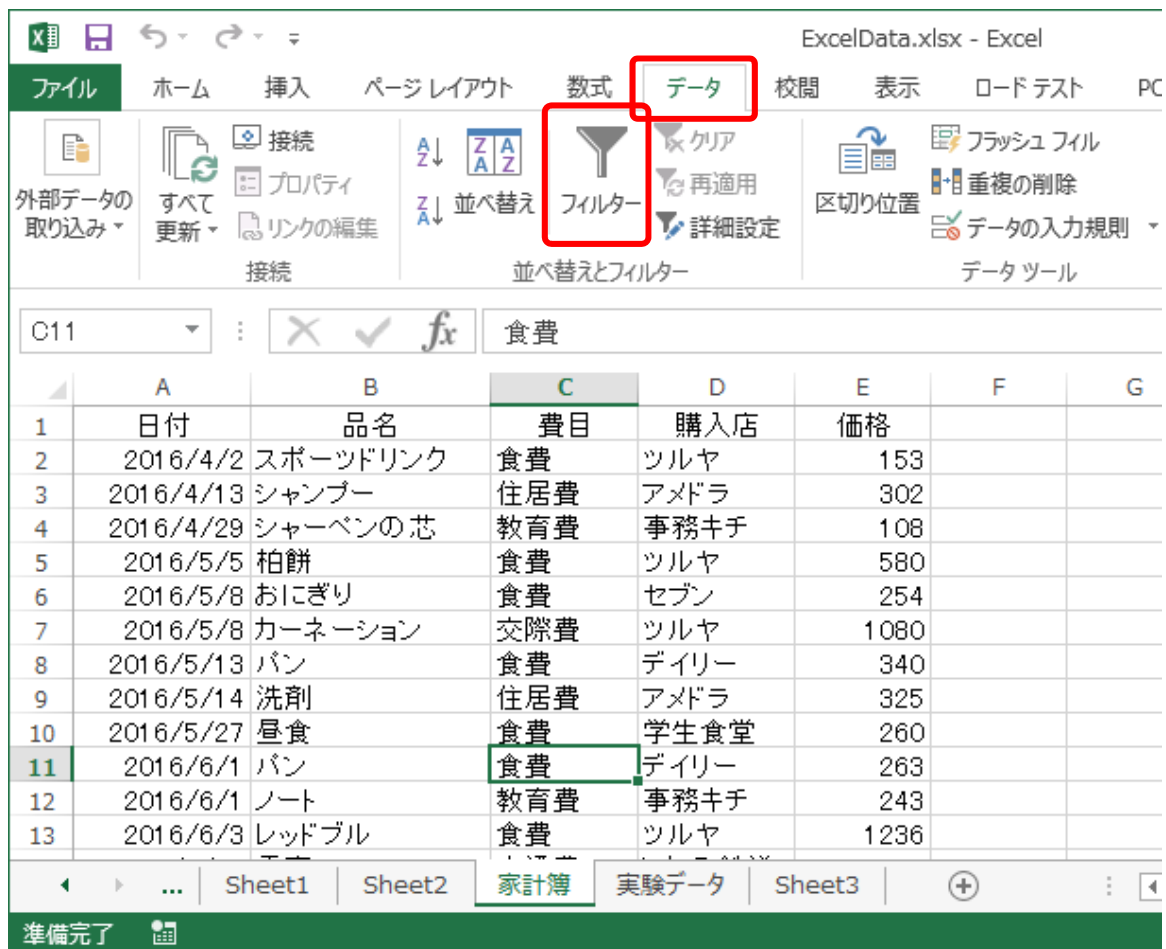 ExcelData.xlsx - Excel
ファイル ホーム 挿入 ページ レイアウト 数式 データ 校閲 表示 ロード テスト PO
外部データの取り込み
すべて更新
接続
プロパティ
リンクの編集
接続
並べ替え
フィルター
クリア
再適用
詳細設定
並べ替えとフィルター
区切り位置
フラッシュ フィル
重複の削除
データの入力規則
データ ツール
C11 fx 食費
A B C D E F G
1 日付 品名 費目 購入店 価格
2 2016/4/2 スポーツドリンク 食費 ツルヤ 153
3 2016/4/13 シャンプー 住居費 アメドラ 302
4 2016/4/29 シャーペンの芯 教育費 事務キチ 108
5 2016/5/5 柏餅 食費 ツルヤ 580
6 2016/5/8 おにぎり 食費 セブン 254
7 2016/5/8 カーネーション 交際費 ツルヤ 1080
8 2016/5/13 パン 食費 デイリー 340
9 2016/5/14 洗剤 住居費 アメドラ 325
10 2016/5/27 昼食 食費 学生食堂 260
11 2016/6/1 パン 食費 デイリー 263
12 2016/6/1 ノート 教育費 事務キチ 243
13 2016/6/3 レッドブル 食費 ツルヤ 1236
... Sheet1 Sheet2 家計簿 実験データ Sheet3
準備完了